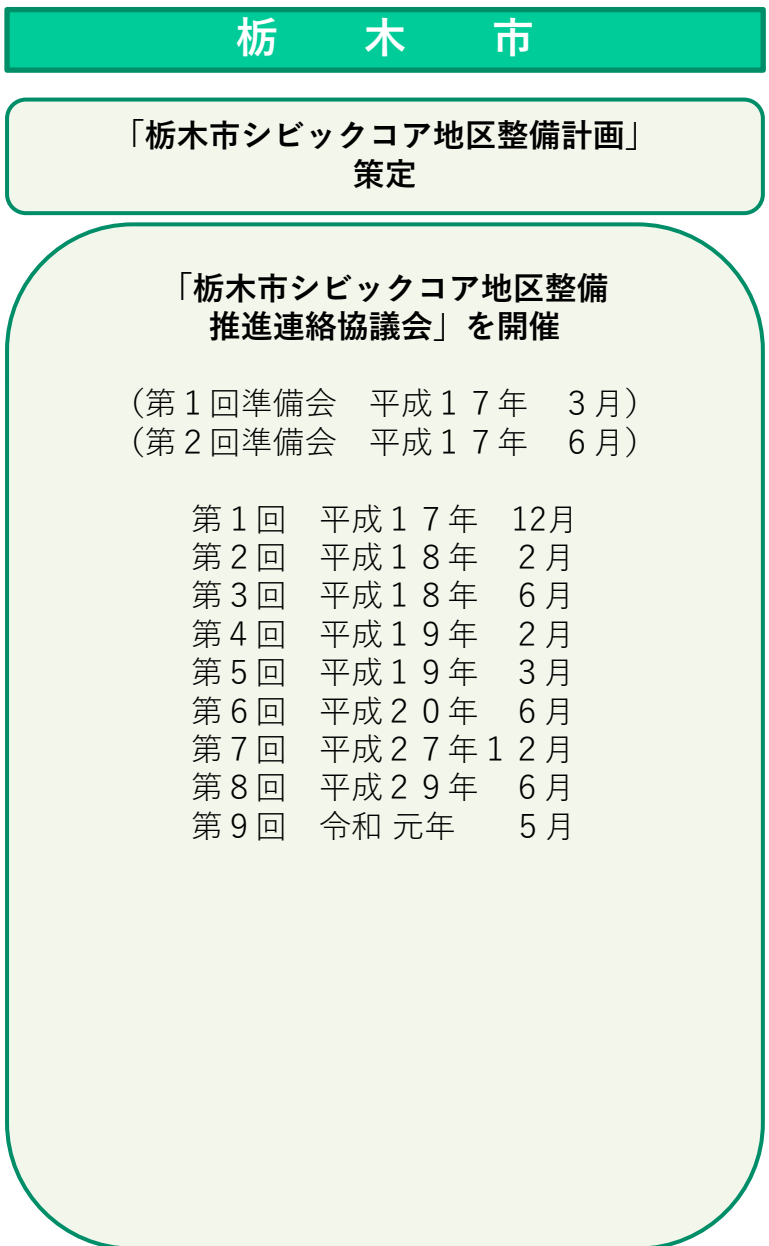 栃　木　市
「栃木市シビックコア地区整備計画」
策定
「栃木市シビックコア地区整備
推進連絡協議会」を開催
（第１回準備会　平成１７年　３月）
（第２回準備会　平成１７年　６月）
第１回　平成１７年　12月
第２回　平成１８年　２月
第３回　平成１８年　６月
第４回　平成１９年　２月
第５回　平成１９年　３月
第６回　平成２０年　６月
第７回　平成２７年１２月
第８回　平成２９年　６月
第９回　令和 元年　５月